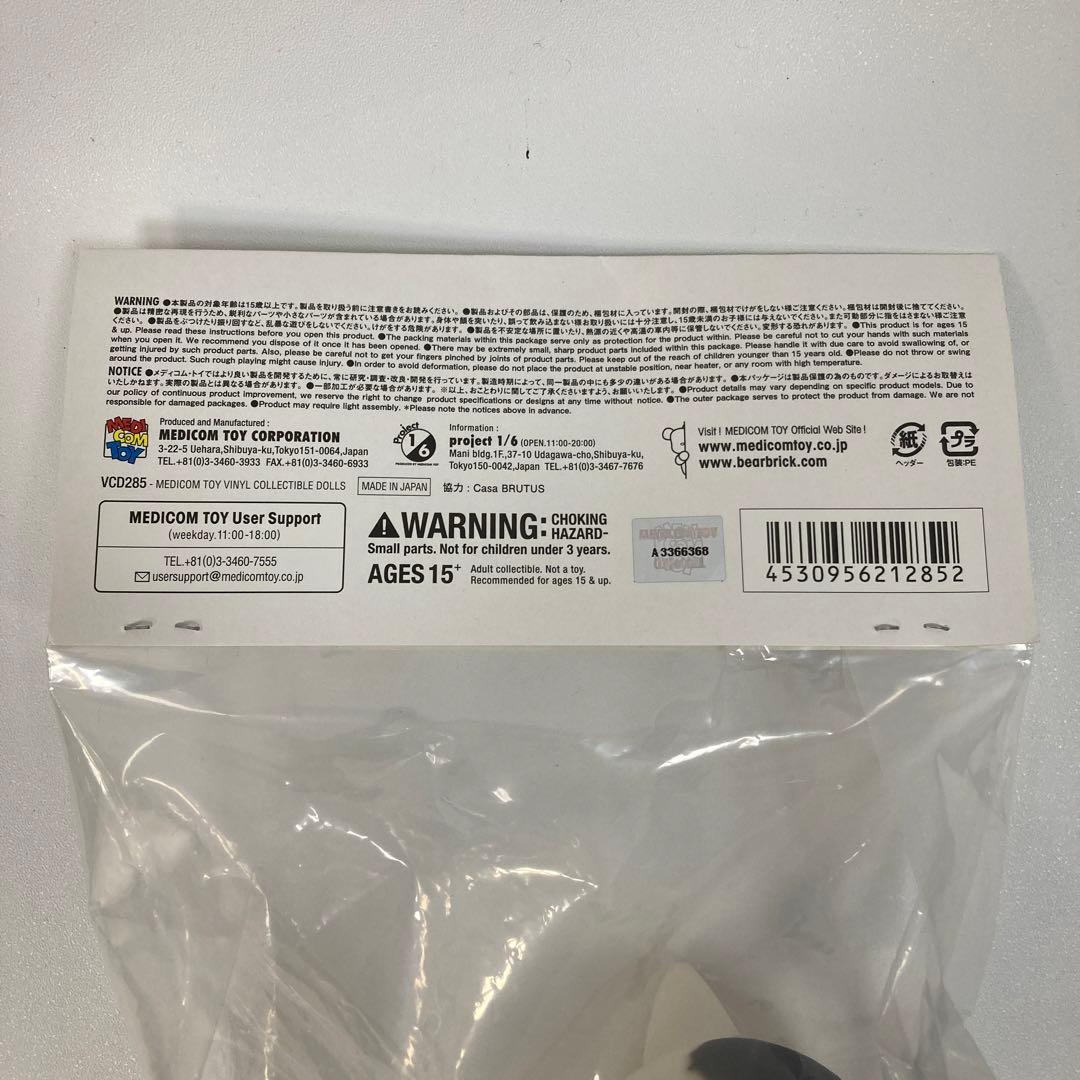 WARNING ●本製品の対象年齢は15歳以上です。製品を取り扱う前に注意書きをお読みください。●製品およびその部品は、保護のため、梱包材に入っています。開封の際、梱包材でけがをしない様ご注意ください。梱包材は開封後に捨ててください。
●製品は精密な再現を行うため、鋭利なパーツや小さなパーツが含まれている場合があります。身体や顔を突いたり、誤って飲み込まない様お取り扱いには十分注意し、15歳未満のお子様には与えないでください。また可動部分に指をはさまない様ご注意
ください。●製品をぶつけたり振り回すなど、乱暴な遊びをしないでください。けがをする危険があります。●製品を不安定な場所に置いたり、熱源の近くや高温の車内等に保管しないでください。変形する恐れがあります。●This product is for ages 15
& up. Please read these instructions before you open this product. ●The packing materials within this package serve only as protection for the product within. Please be careful not to cut your hands with such materials
when you open it. We recommend you dispose of it once it has been opened. ●There may be extremely small, sharp product parts included within this package. Please handle it with due care to avoid swallowing of, or
getting injured by such product parts. Also, please be careful not to get your fingers pinched by joints of product parts. Please keep out of the reach of children younger than 15 years old. ●Please do not throw or swing
around the product. Such rough playing might cause injury. ●In order to avoid deformation, please do not place the product at unstable position, near heater, or any room with high temperature.
NOTICE ●メディコム・トイではより良い製品を開発するために、常に研究・調査・改良・開発を行っています。製造時期によって、同一製品の中にも多少の違いがある場合があります。 ●本パッケージは製品保護の為のものです。ダメージによるお取替えは
いたしかねます。実際の製品とは異なる場合があります。 ●一部加工が必要な場合があります。 ※以上、おことわりに関してご了承くださいますよう、お願いいたします。 ●Product details may vary depending on specific product models. Due to
our policy of continuous product improvement, we reserve the right to change product specifications or designs at any time without notice. ●The outer package serves to protect the product from damage. We are not
responsible for damaged packages. ●Product may require light assembly. *Please note the notices above in advance.
MEDI
COM
TOY
Produced and Manufactured :
MEDICOM TOY CORPORATION
3-22-5 Uehara,Shibuya-ku,Tokyo151-0064,Japan
TEL.+81(0)3-3460-3933 FAX.+81(0)3-3460-6933
Project
1/6
PRODUCED BY MEDICOM TOY
Information :
project 1/6 (OPEN.11:00-20:00)
Mani bldg.1F.,37-10 Udagawa-cho,Shibuya-ku,
Tokyo150-0042,Japan TEL.+81(0)3-3467-7676
Visit ! MEDICOM TOY Official Web Site !
www.medicomtoy.co.jp
www.bearbrick.com
紙
ヘッダー
プラ
包装:PE
VCD285 - MEDICOM TOY VINYL COLLECTIBLE DOLLS
MADE IN JAPAN
協力 : Casa BRUTUS
MEDICOM TOY User Support
(weekday.11:00-18:00)
TEL.+81(0)3-3460-7555
usersupport@medicomtoy.co.jp
WARNING: CHOKING HAZARD-
Small parts. Not for children under 3 years.
AGES 15+ Adult collectible. Not a toy.
Recommended for ages 15 & up.
A 3366368
4530956212852